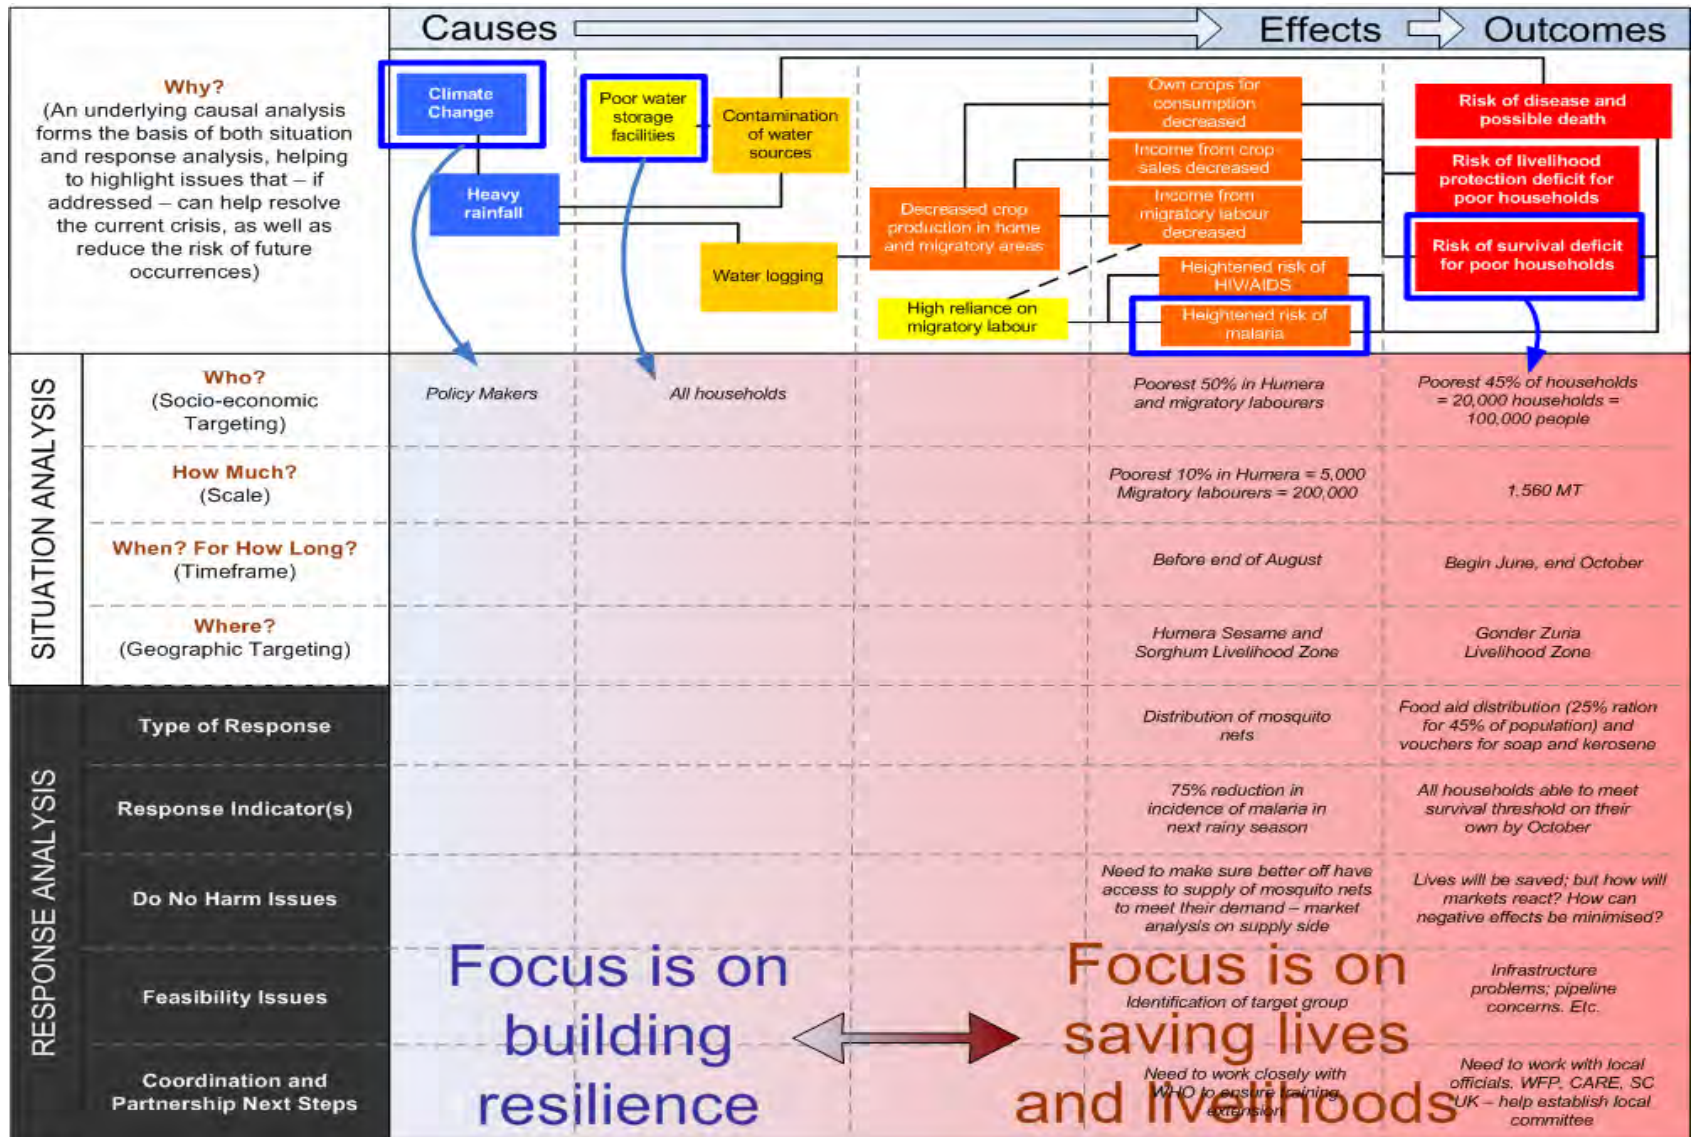 Causes
Effects
Outcomes
Why?
(An underlying causal analysis
forms the basis of both situation
and response analysis, helping
to highlight issues that – if
addressed – can help resolve
the current crisis, as well as
reduce the risk of future
occurrences)
Climate
Change
Heavy
rainfall
Poor water
storage
facilities
Contamination
of water
sources
Water logging
Decreased crop
production in home
and migratory areas
High reliance on
migratory labour
Own crops for
consumption
decreased
Income from crop
sales decreased
Income from
migratory labour
decreased
Heightened risk of
HIV/AIDS
Heightened risk of
malaria
Risk of disease and
possible death
Risk of livelihood
protection deficit for
poor households
Risk of survival deficit
for poor households
SITUATION ANALYSIS
Who?
(Socio-economic
Targeting)
Policy Makers
All households
Poorest 50% in Humera
and migratory labourers
Poorest 45% of households
= 20,000 households =
100,000 people
How Much?
(Scale)
Poorest 10% in Humera = 5,000
Migratory labourers = 200,000
1.560 MT
When? For How Long?
(Timeframe)
Before end of August
Begin June, end October
Where?
(Geographic Targeting)
Humera Sesame and
Sorghum Livelihood Zone
Gonder Zuria
Livelihood Zone
RESPONSE ANALYSIS
Type of Response
Distribution of mosquito
nets
Food aid distribution (25% ration
for 45% of population) and
vouchers for soap and kerosene
Response Indicator(s)
75% reduction in
incidence of malaria in
next rainy season
All households able to meet
survival threshold on their
own by October
Do No Harm Issues
Need to make sure better off have
access to supply of mosquito nets
to meet their demand – market
analysis on supply side
Lives will be saved; but how will
markets react? How can
negative effects be minimised?
Feasibility Issues
Identification of target group
Infrastructure
problems; pipeline
concerns. Etc.
Coordination and
Partnership Next Steps
Need to work closely with
WHO to ensure training
extension
Need to work with local
officials. WFP, CARE, SC
UK – help establish local
committee
Focus is on
building
resilience
Focus is on
saving lives
and livelihoods